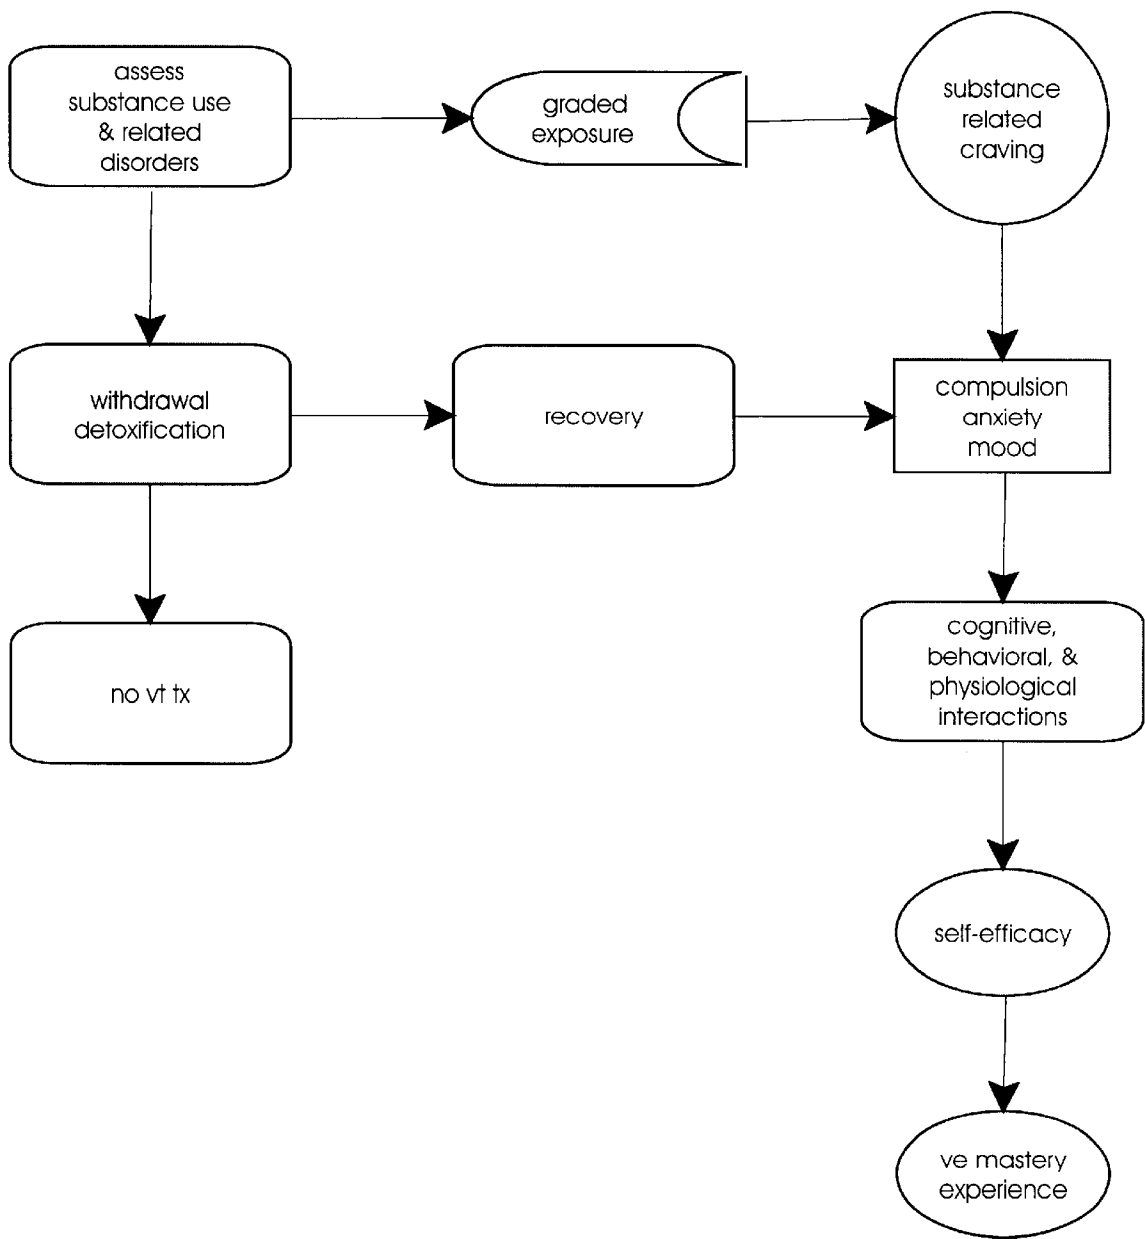 assess
substance use
& related
disorders
graded
exposure
substance
related
craving
withdrawal
detoxification
recovery
compulsion
anxiety
mood
no vt tx
cognitive,
behavioral, &
physiological
interactions
self-efficacy
ve mastery
experience